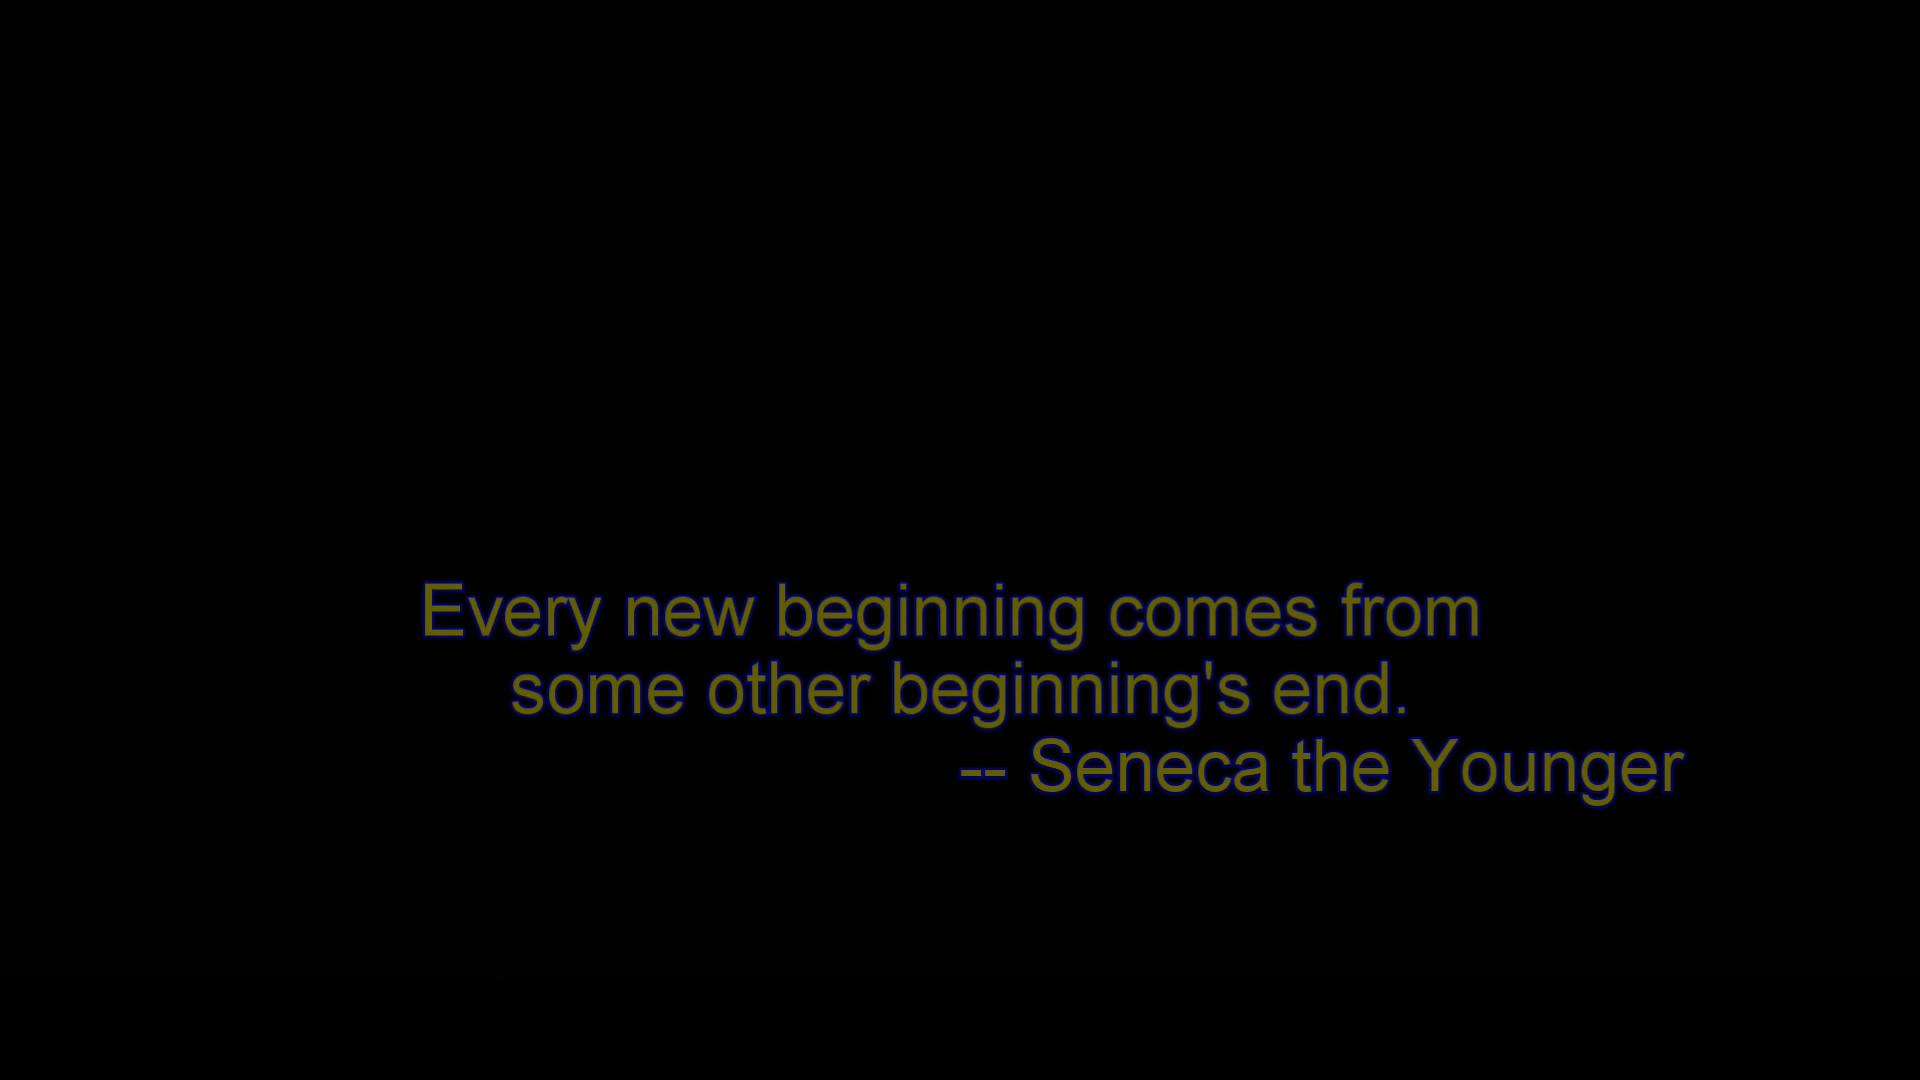 Every new beginning comes from
some other beginning's end.
-- Seneca the Younger